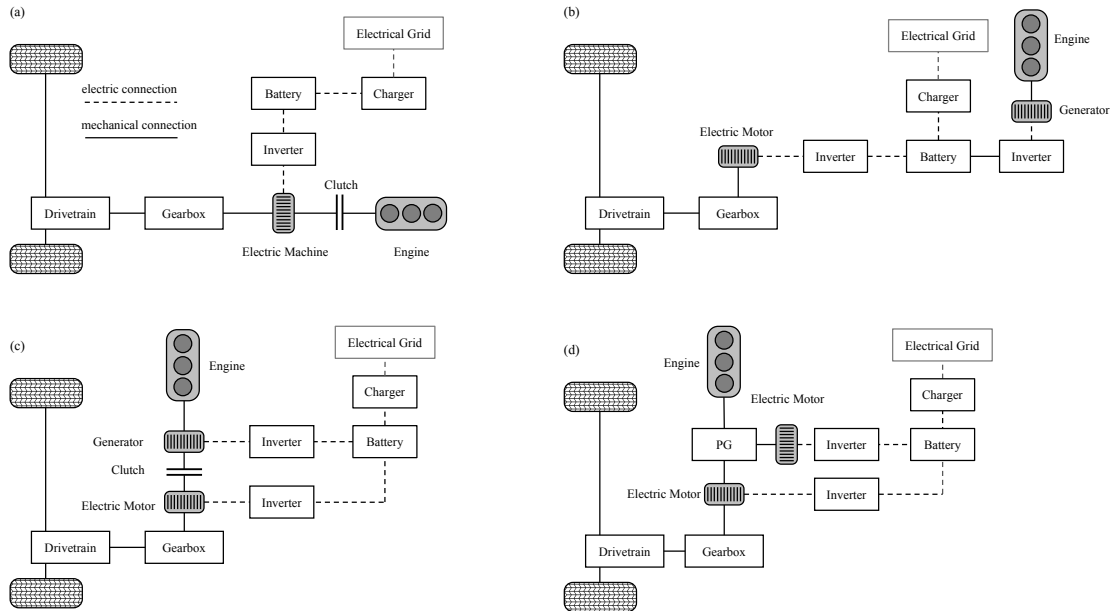 (a)
Electrical Grid
electric connection
Battery
Charger
mechanical connection
Inverter
Clutch
Drivetrain
Gearbox
Electric Machine
Engine
(b)
Electrical Grid
Engine
Charger
Generator
Electric Motor
Inverter
Battery
Inverter
Drivetrain
Gearbox
(c)
Electrical Grid
Engine
Charger
Generator
Inverter
Battery
Clutch
Electric Motor
Inverter
Drivetrain
Gearbox
(d)
Electrical Grid
Engine
Charger
Electric Motor
PG
Inverter
Battery
Electric Motor
Inverter
Drivetrain
Gearbox